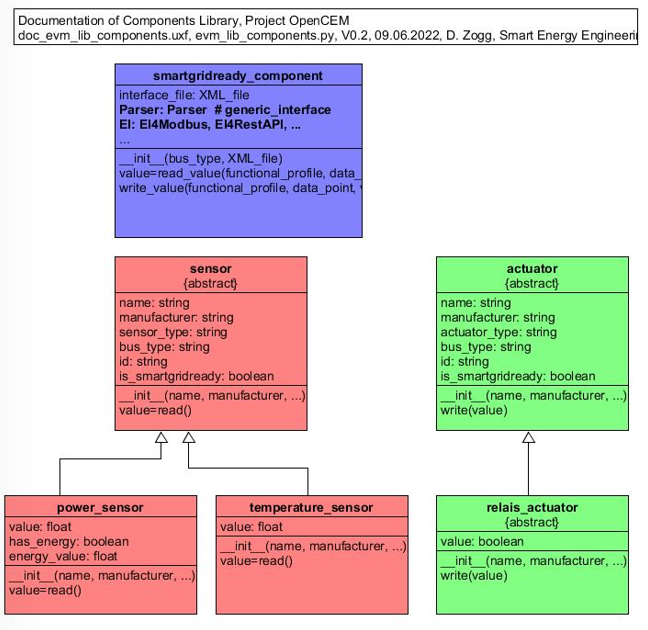 Documentation of Components Library, Project OpenCEM
doc_evm_lib_components.uxf, evm_lib_components.py, V0.2, 09.06.2022, D. Zogg, Smart Energy Engineeri
smartgridready_component
interface_file: XML_file
Parser: Parser # generic_interface
EI: EI4Modbus, EI4RestAPI, ...
...
__init__(bus_type, XML_file)
value=read_value(functional_profile, data_
write_value(functional_profile, data_point,
sensor
{abstract}
name: string
manufacturer: string
sensor_type: string
bus_type: string
id: string
is_smartgridready: boolean
__init__(name, manufacturer, ...)
value=read()
actuator
{abstract}
name: string
manufacturer: string
actuator_type: string
bus_type: string
id: string
is_smartgridready: boolean
__init__(name, manufacturer, ...)
write(value)
power_sensor
value: float
has_energy: boolean
energy_value: float
__init__(name, manufacturer, ...)
value=read()
temperature_sensor
value: float
__init__(name, manufacturer, ...)
value=read()
relais_actuator
{abstract}
value: boolean
__init__(name, manufacturer, ...)
write(value)